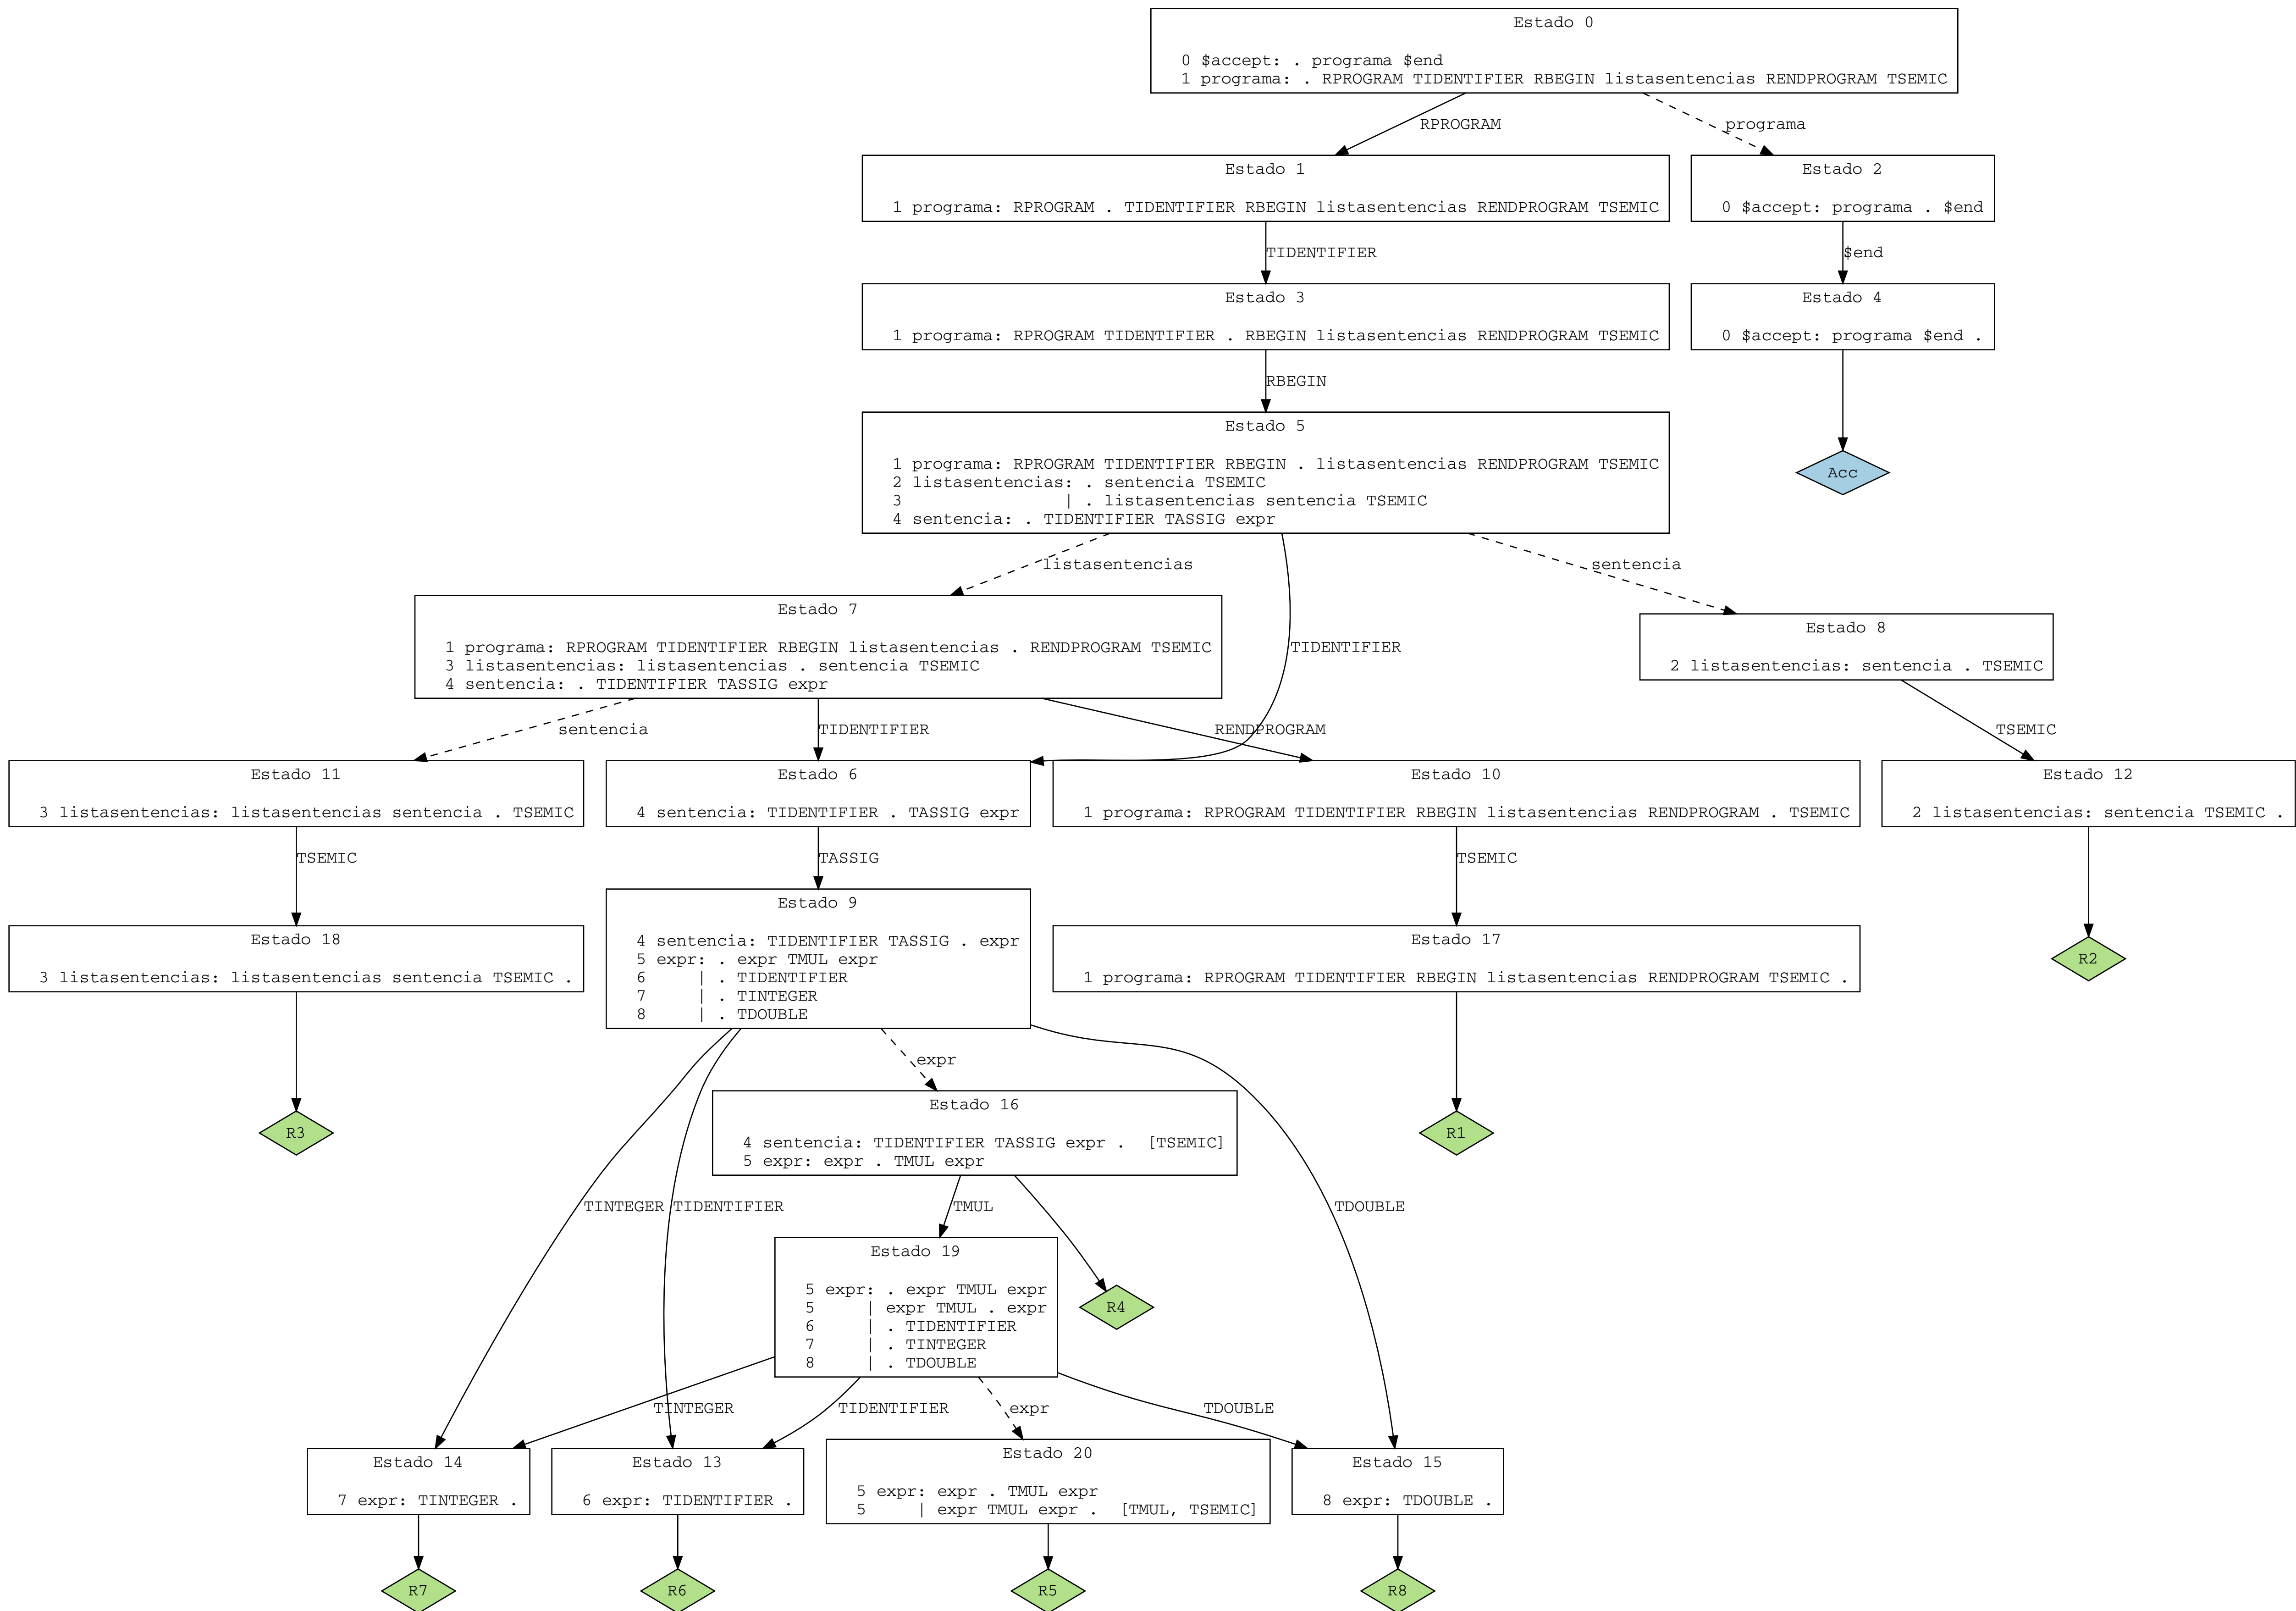 Estado 0
0 $accept: . programa $end
1 programa: . RPROGRAM TIDENTIFIER RBEGIN listasentencias RENDPROGRAM TSEMIC
RPROGRAM
programa
Estado 1
1 programa: RPROGRAM . TIDENTIFIER RBEGIN listasentencias RENDPROGRAM TSEMIC
Estado 2
0 $accept: programa . $end
TIDENTIFIER
$end
Estado 3
1 programa: RPROGRAM TIDENTIFIER . RBEGIN listasentencias RENDPROGRAM TSEMIC
Estado 4
0 $accept: programa $end .
RBEGIN
Estado 5
1 programa: RPROGRAM TIDENTIFIER RBEGIN . listasentencias RENDPROGRAM TSEMIC
2 listasentencias: . sentencia TSEMIC
3 | . listasentencias sentencia TSEMIC
4 sentencia: . TIDENTIFIER TASSIG expr
Acc
listasentencias
sentencia
Estado 7
1 programa: RPROGRAM TIDENTIFIER RBEGIN listasentencias . RENDPROGRAM TSEMIC
3 listasentencias: listasentencias . sentencia TSEMIC
4 sentencia: . TIDENTIFIER TASSIG expr
TIDENTIFIER
Estado 8
2 listasentencias: sentencia . TSEMIC
sentencia
TIDENTIFIER
RENDPROGRAM
TSEMIC
Estado 11
3 listasentencias: listasentencias sentencia . TSEMIC
Estado 6
4 sentencia: TIDENTIFIER . TASSIG expr
Estado 10
1 programa: RPROGRAM TIDENTIFIER RBEGIN listasentencias RENDPROGRAM . TSEMIC
Estado 12
2 listasentencias: sentencia TSEMIC .
TSEMIC
TASSIG
TSEMIC
Estado 18
3 listasentencias: listasentencias sentencia TSEMIC .
Estado 9
4 sentencia: TIDENTIFIER TASSIG . expr
5 expr: . expr TMUL expr
6 | . TIDENTIFIER
7 | . TINTEGER
8 | . TDOUBLE
Estado 17
1 programa: RPROGRAM TIDENTIFIER RBEGIN listasentencias RENDPROGRAM TSEMIC .
R2
expr
R3
Estado 16
4 sentencia: TIDENTIFIER TASSIG expr . [TSEMIC]
5 expr: expr . TMUL expr
R1
TINTEGER
TIDENTIFIER
TMUL
TDOUBLE
Estado 19
5 expr: . expr TMUL expr
5 | expr TMUL . expr
6 | . TIDENTIFIER
7 | . TINTEGER
8 | . TDOUBLE
R4
TINTEGER
TIDENTIFIER
expr
TDOUBLE
Estado 14
7 expr: TINTEGER .
Estado 13
6 expr: TIDENTIFIER .
Estado 20
5 expr: expr . TMUL expr
5 | expr TMUL expr . [TMUL, TSEMIC]
Estado 15
8 expr: TDOUBLE .
R7
R6
R5
R8